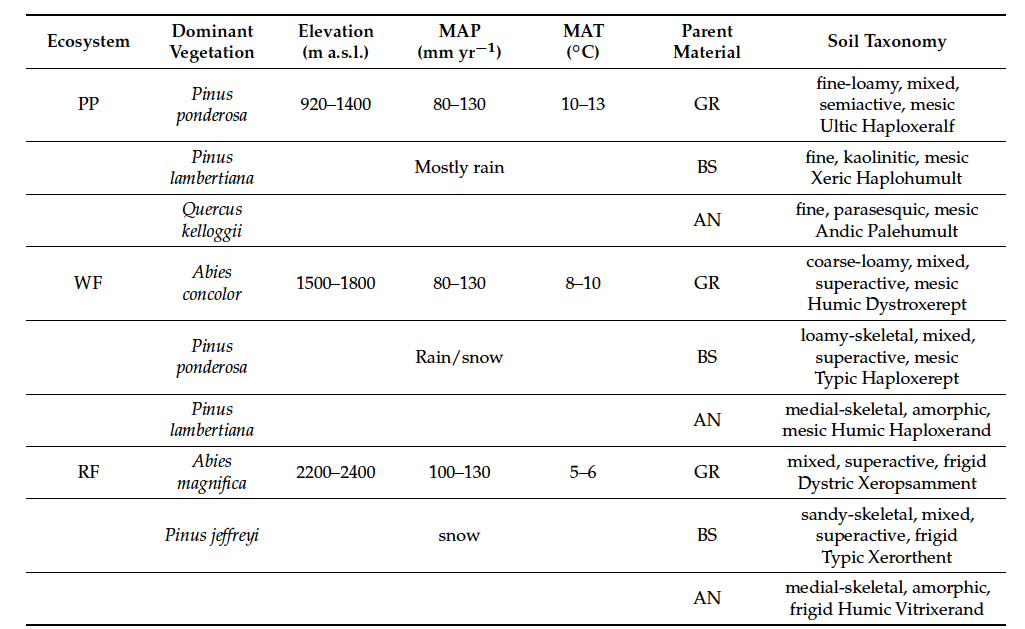 Ecosystem Dominant Vegetation Elevation (m a.s.l.) MAP (mm yr−1) MAT (°C) Parent Material Soil Taxonomy
PP Pinus ponderosa 920–1400 80–130 10–13 GR fine-loamy, mixed, semiactive, mesic Ultic Haploxeralf
Pinus lambertiana Mostly rain BS fine, kaolinitic, mesic Xeric Haplohumult
Quercus kelloggii AN fine, parasesquic, mesic Andic Palehumult
WF Abies concolor 1500–1800 80–130 8–10 GR coarse-loamy, mixed, superactive, mesic Humic Dystroxerept
Pinus ponderosa Rain/snow BS loamy-skeletal, mixed, superactive, mesic Typic Haploxerept
Pinus lambertiana AN medial-skeletal, amorphic, mesic Humic Haploxerand
RF Abies magnifica 2200–2400 100–130 5–6 GR mixed, superactive, frigid Dystric Xeropsamment
Pinus jeffreyi snow BS sandy-skeletal, mixed, superactive, frigid Typic Xerorthent
AN medial-skeletal, amorphic, frigid Humic Vitrixerand